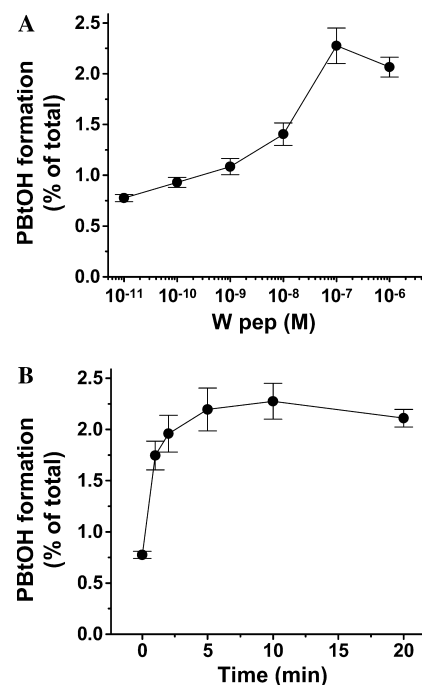 A
PBtOH formation
(% of total)
2.5
2.0
1.5
1.0
0.5
0.0
10-11 10-10 10-9 10-8 10-7 10-6
W pep (M)
B
PBtOH formation
(% of total)
2.5
2.0
1.5
1.0
0.5
0.0
0 5 10 15 20
Time (min)